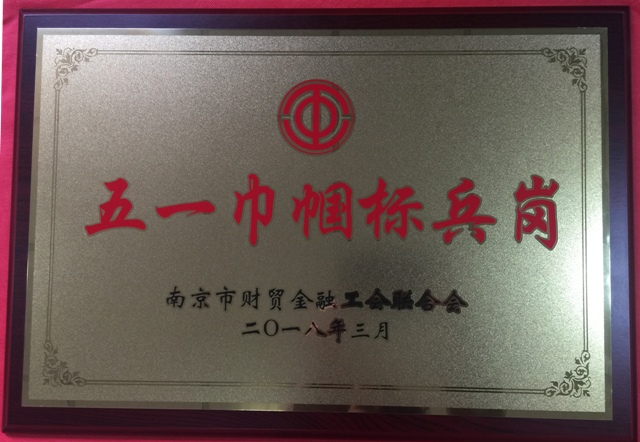 五一巾帼标兵岗
南京市财贸金融工会联合会
二〇一八年三月